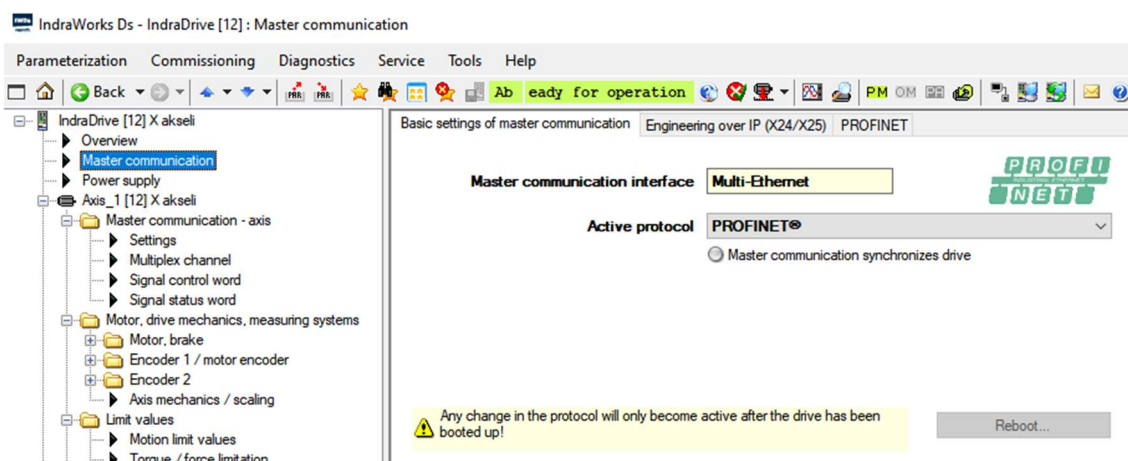 IndraWorks Ds - IndraDrive [12] : Master communication
Parameterization Commissioning Diagnostics Service Tools Help
Back Ab eady for operation PM OM
IndraDrive [12] X akseli
Overview
Master communication
Power supply
Axis_1 [12] X akseli
Master communication - axis
Settings
Multiplex channel
Signal control word
Signal status word
Motor, drive mechanics, measuring systems
Motor, brake
Encoder 1 / motor encoder
Encoder 2
Axis mechanics / scaling
Limit values
Motion limit values
Torque / force limitation
Basic settings of master communication Engineering over IP (X24/X25) PROFINET
Master communication interface Multi-Ethernet
PROFI
NET
Active protocol PROFINET®
Master communication synchronizes drive
Any change in the protocol will only become active after the drive has been
booted up!
Reboot...